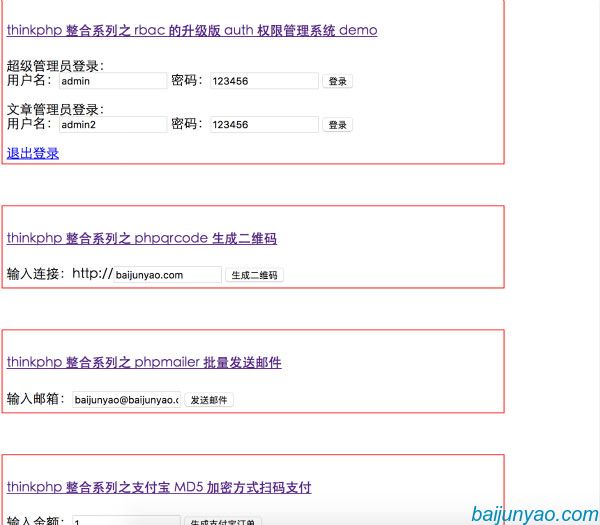 thinkphp 整合系列之 rbac 的升级版 auth 权限管理系统 demo
超级管理员登录：
用户名： admin 密码： 123456 登录
文章管理员登录：
用户名： admin2 密码： 123456 登录
退出登录
thinkphp 整合系列之 phpqrcode 生成二维码
输入连接：http:// baijunyao.com 生成二维码
thinkphp 整合系列之 phpmailer 批量发送邮件
输入邮箱： baijunyao@baijunyao.c 发送邮件
thinkphp 整合系列之支付宝 MD5 加密方式扫码支付
输入金额： 1 生成支付宝订单
baijunyao.com